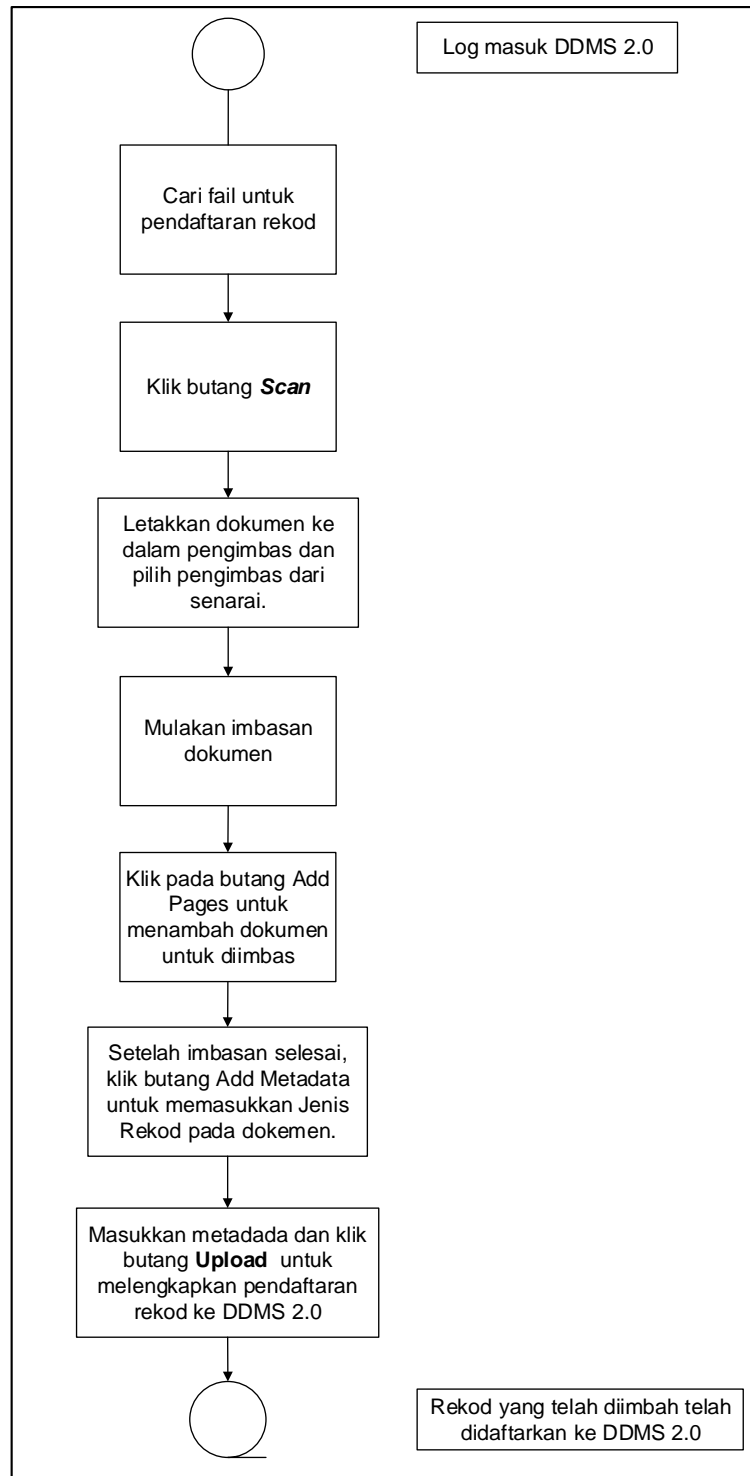 Log masuk DDMS 2.0
Cari fail untuk
pendaftaran rekod
Klik butang Scan
Letakkan dokumen ke
dalam pengimbas dan
pilih pengimbas dari
senarai.
Mulakan imbasan
dokumen
Klik pada butang Add
Pages untuk
menambah dokumen
untuk diimbas
Setelah imbasan selesai,
klik butang Add Metadata
untuk memasukkan Jenis
Rekod pada dokemen.
Masukkan metadada dan klik
butang Upload untuk
melengkapkan pendaftaran
rekod ke DDMS 2.0
Rekod yang telah diimbah telah
didaftarkan ke DDMS 2.0